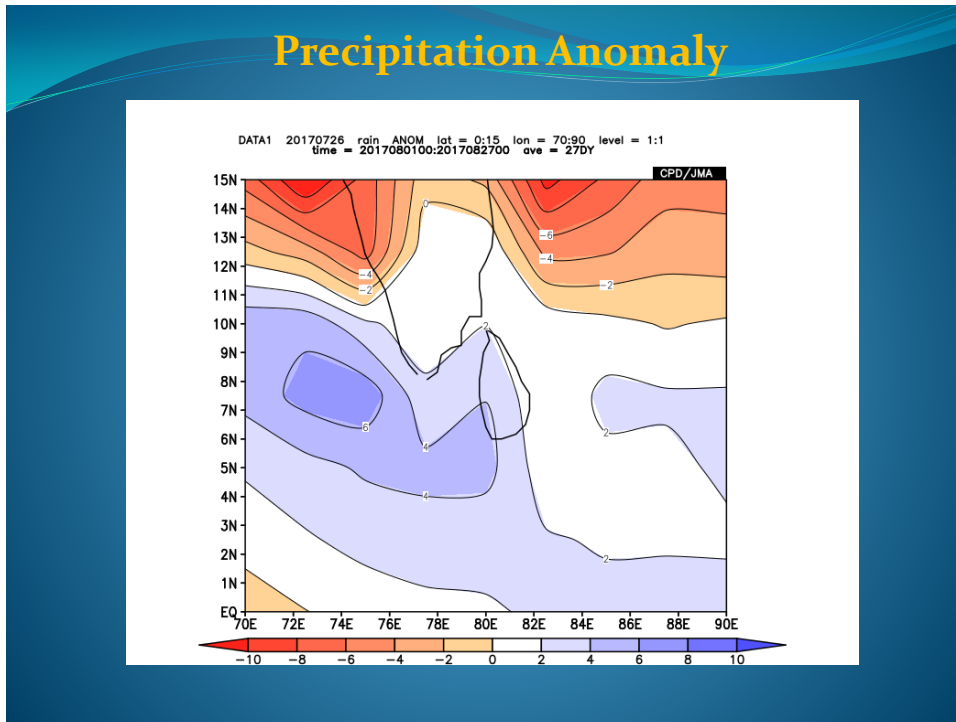 Precipitation Anomaly
DATA1 20170726 rain ANOM lat = 0:15 lon = 70:90 level = 1:1
time = 2017080100:2017082700 ave = 27DY
CPD/JMA
15N
14N
13N
12N
11N
10N
9N
8N
7N
6N
5N
4N
3N
2N
1N
EQ
0
-6
-4
-4
-2
-2
2
6
4
2
4
2
70E 72E 74E 76E 78E 80E 82E 84E 86E 88E 90E
-10 -8 -6 -4 -2 0 2 4 6 8 10